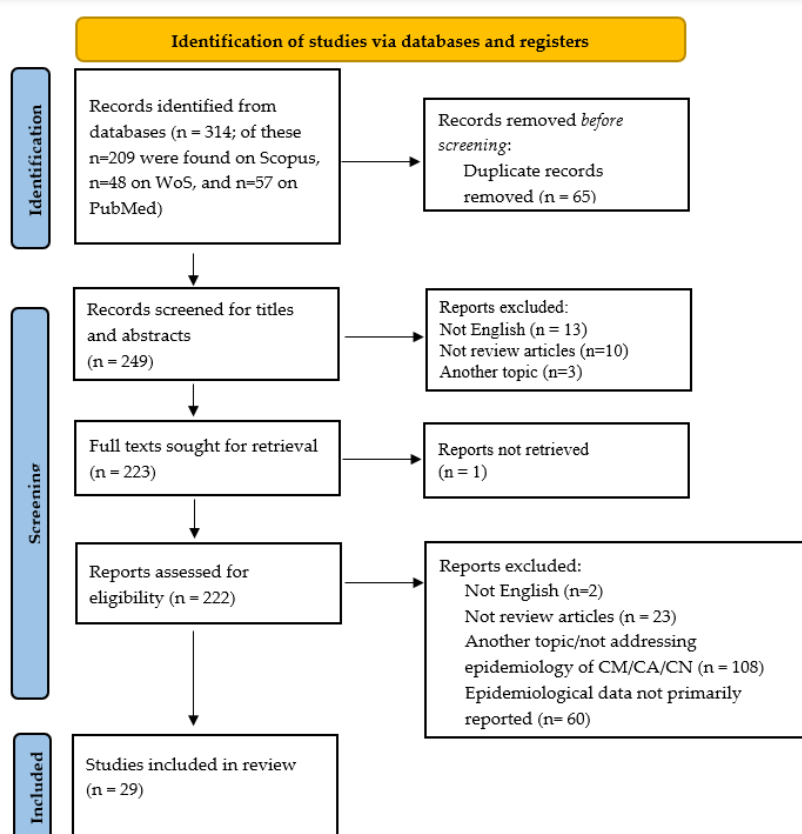 Identification of studies via databases and registers
Identification
Records identified from
databases (n = 314; of these
n=209 were found on Scopus,
n=48 on WoS, and n=57 on
PubMed)
Records removed before
screening:
Duplicate records
removed (n = 65)
Screening
Records screened for titles
and abstracts
(n = 249)
Reports excluded:
Not English (n = 13)
Not review articles (n=10)
Another topic (n=3)
Full texts sought for retrieval
(n = 223)
Reports not retrieved
(n = 1)
Reports assessed for
eligibility (n = 222)
Reports excluded:
Not English (n=2)
Not review articles (n = 23)
Another topic/not addressing
epidemiology of CM/CA/CN (n = 108)
Epidemiological data not primarily
reported (n= 60)
Included
Studies included in review
(n = 29)